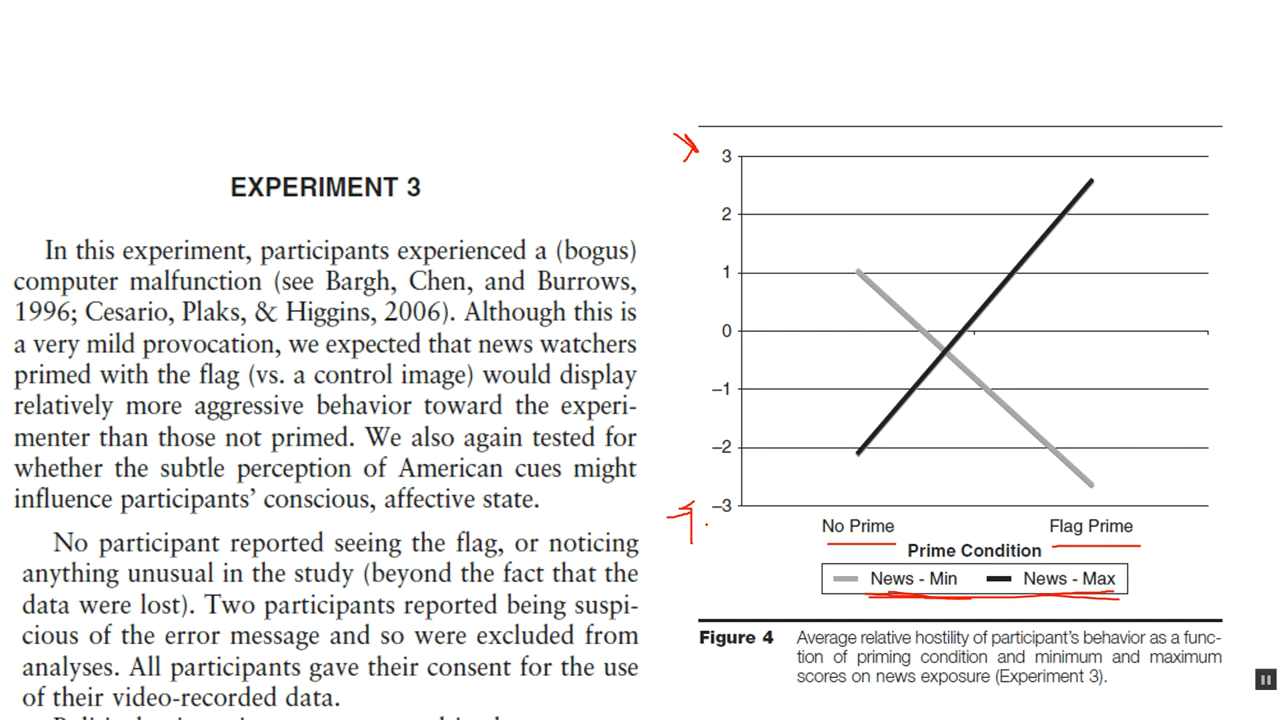 EXPERIMENT 3
In this experiment, participants experienced a (bogus)
computer malfunction (see Bargh, Chen, and Burrows,
1996; Cesario, Plaks, & Higgins, 2006). Although this is
a very mild provocation, we expected that news watchers
primed with the flag (vs. a control image) would display
relatively more aggressive behavior toward the experi-
menter than those not primed. We also again tested for
whether the subtle perception of American cues might
influence participants’ conscious, affective state.
No participant reported seeing the flag, or noticing
anything unusual in the study (beyond the fact that the
data were lost). Two participants reported being suspi-
cious of the error message and so were excluded from
analyses. All participants gave their consent for the use
of their video-recorded data.
3
2
1
0
–1
–2
–3
No Prime Flag Prime
Prime Condition
News - Min News - Max
Figure 4 Average relative hostility of participant’s behavior as a func-
tion of priming condition and minimum and maximum
scores on news exposure (Experiment 3).